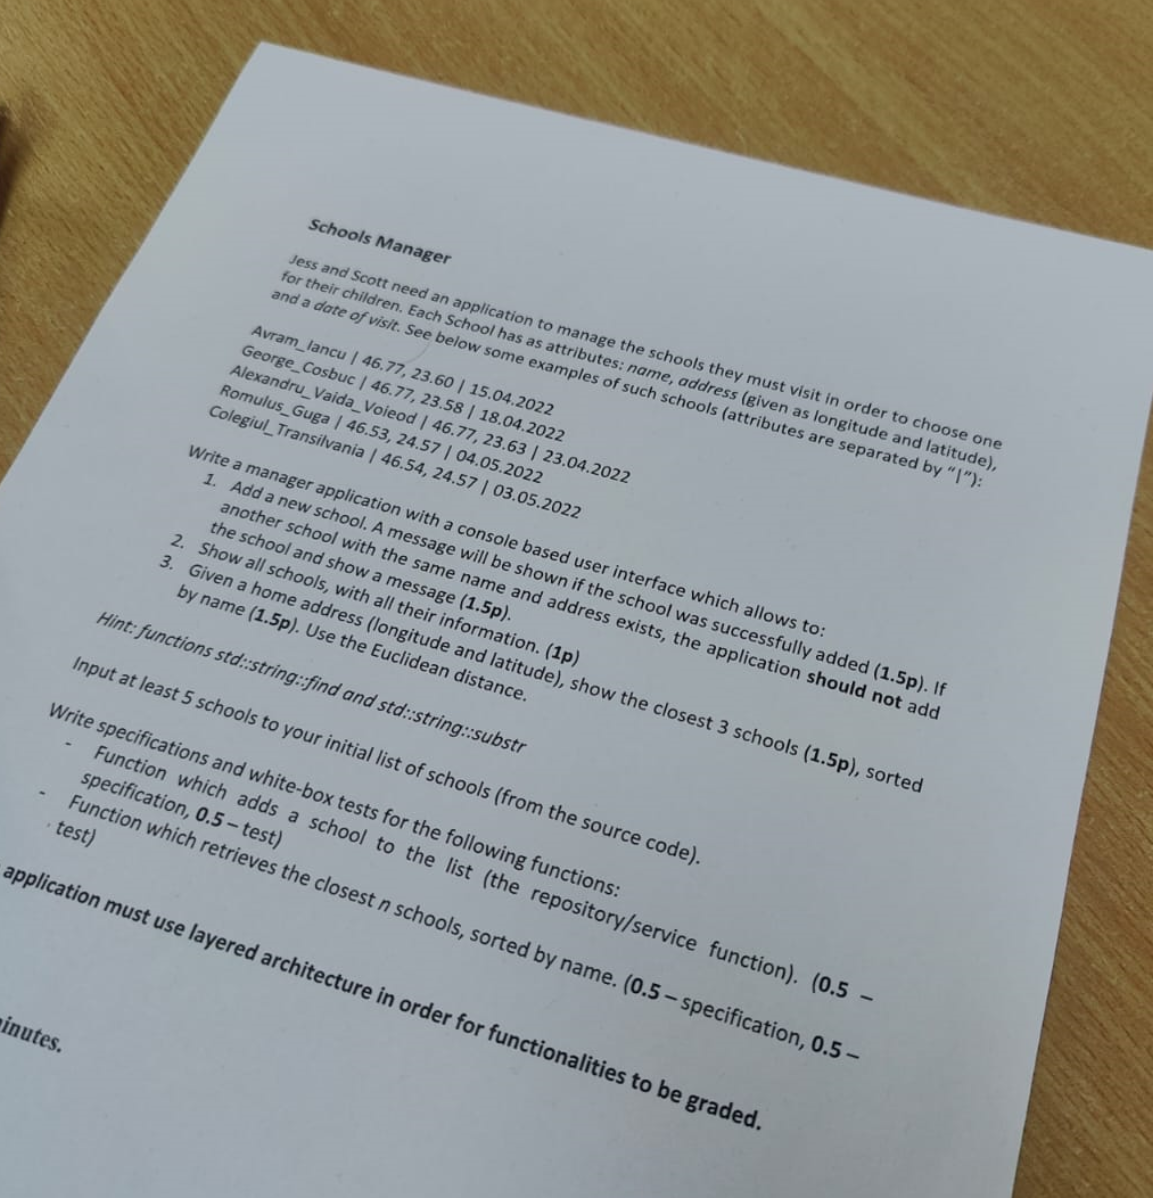 Schools Manager
Jess and Scott need an application to manage the schools they must visit in order to choose one
for their children. Each School has as attributes: name, address (given as longitude and latitude),
and a date of visit. See below some examples of such schools (attributes are separated by “|”):
Avram_Iancu | 46.77, 23.60 | 15.04.2022
George_Cosbuc | 46.77, 23.58 | 18.04.2022
Alexandru_Vaida_Voieod | 46.77, 23.63 | 23.04.2022
Romulus_Guga | 46.53, 24.57 | 04.05.2022
Colegiul_Transilvania | 46.54, 24.57 | 03.05.2022
Write a manager application with a console based user interface which allows to:
1. Add a new school. A message will be shown if the school was successfully added (1.5p). If
another school with the same name and address exists, the application should not add
the school and show a message (1.5p).
2. Show all schools, with all their information. (1p)
3. Given a home address (longitude and latitude), show the closest 3 schools (1.5p), sorted
by name (1.5p). Use the Euclidean distance.
Hint: functions std::string::find and std::string::substr
Input at least 5 schools to your initial list of schools (from the source code).
Write specifications and white-box tests for the following functions:
- Function which adds a school to the list (the repository/service function). (0.5 –
specification, 0.5 – test)
- Function which retrieves the closest n schools, sorted by name. (0.5 – specification, 0.5 –
test)
application must use layered architecture in order for functionalities to be graded.
inutes.